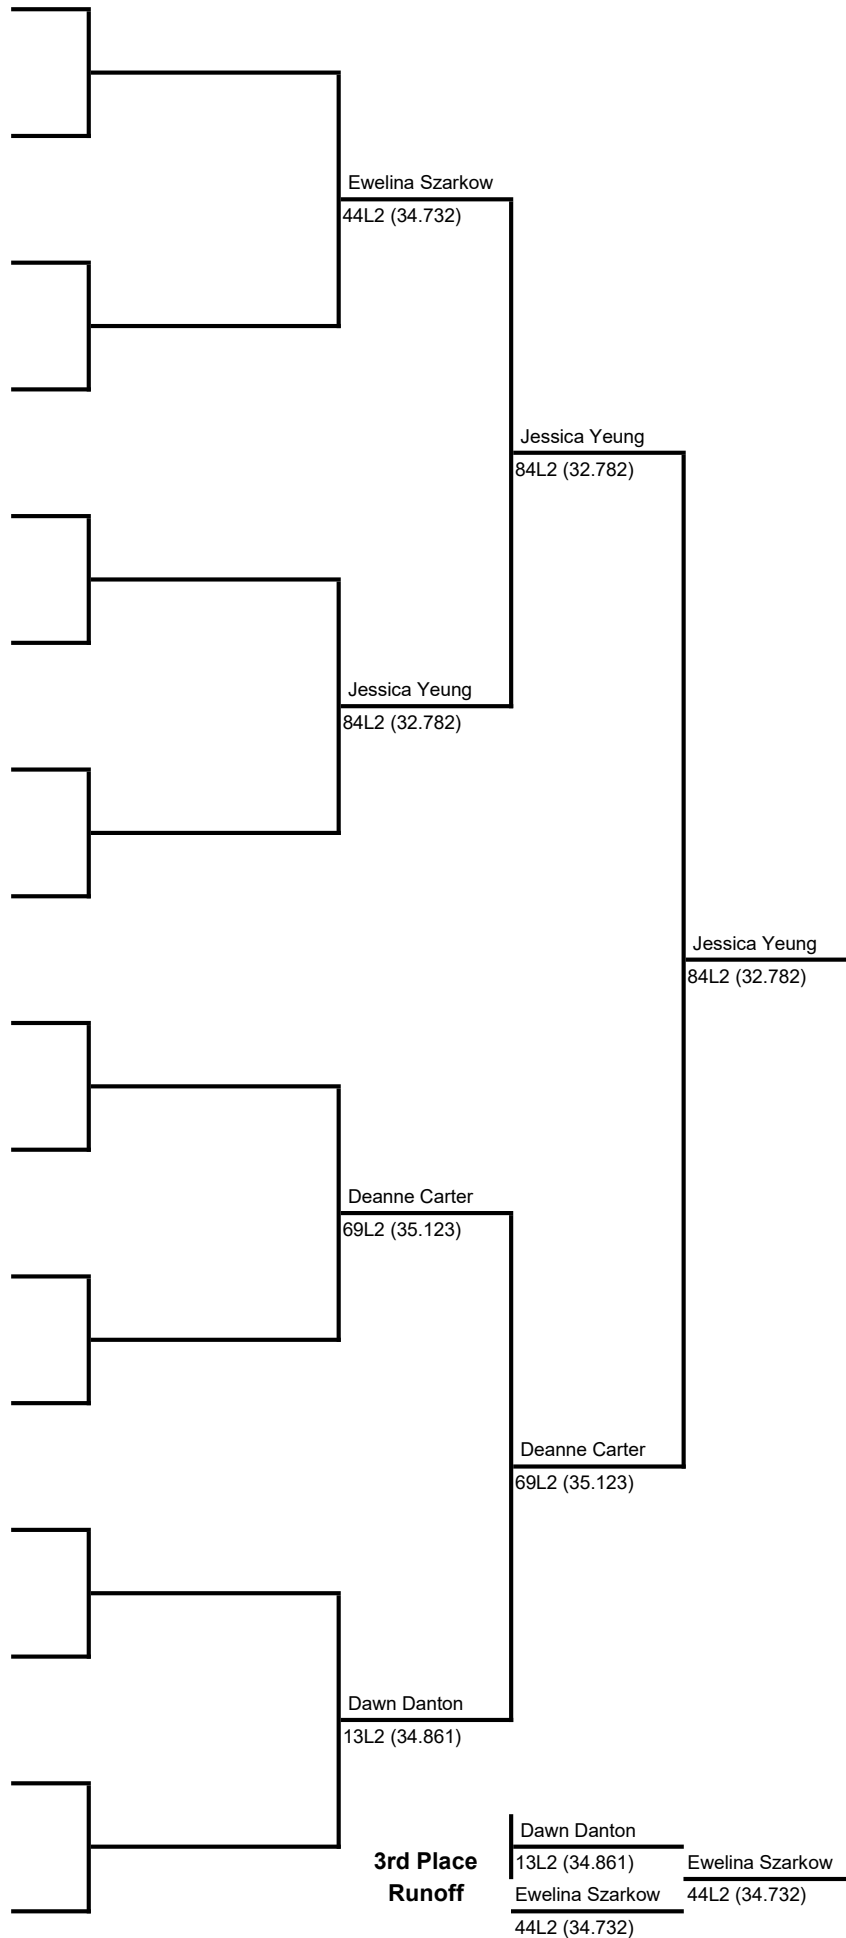 Ewelina Szarkow
44L2 (34.732)
Jessica Yeung
84L2 (32.782)
Jessica Yeung
84L2 (32.782)
Jessica Yeung
84L2 (32.782)
Deanne Carter
69L2 (35.123)
Deanne Carter
69L2 (35.123)
Dawn Danton
13L2 (34.861)
3rd Place
Runoff
Dawn Danton
13L2 (34.861)
Ewelina Szarkow
44L2 (34.732)
Ewelina Szarkow
44L2 (34.732)